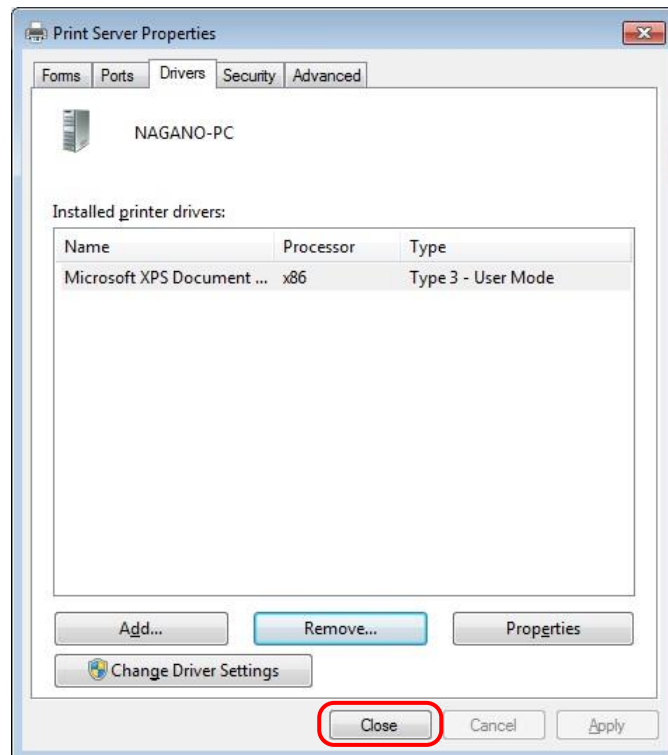 Print Server Properties
Forms Ports Drivers Security Advanced
NAGANO-PC
Installed printer drivers:
Name Processor Type
Microsoft XPS Document ... x86 Type 3 - User Mode
Add... Remove... Properties
Change Driver Settings
Close Cancel Apply